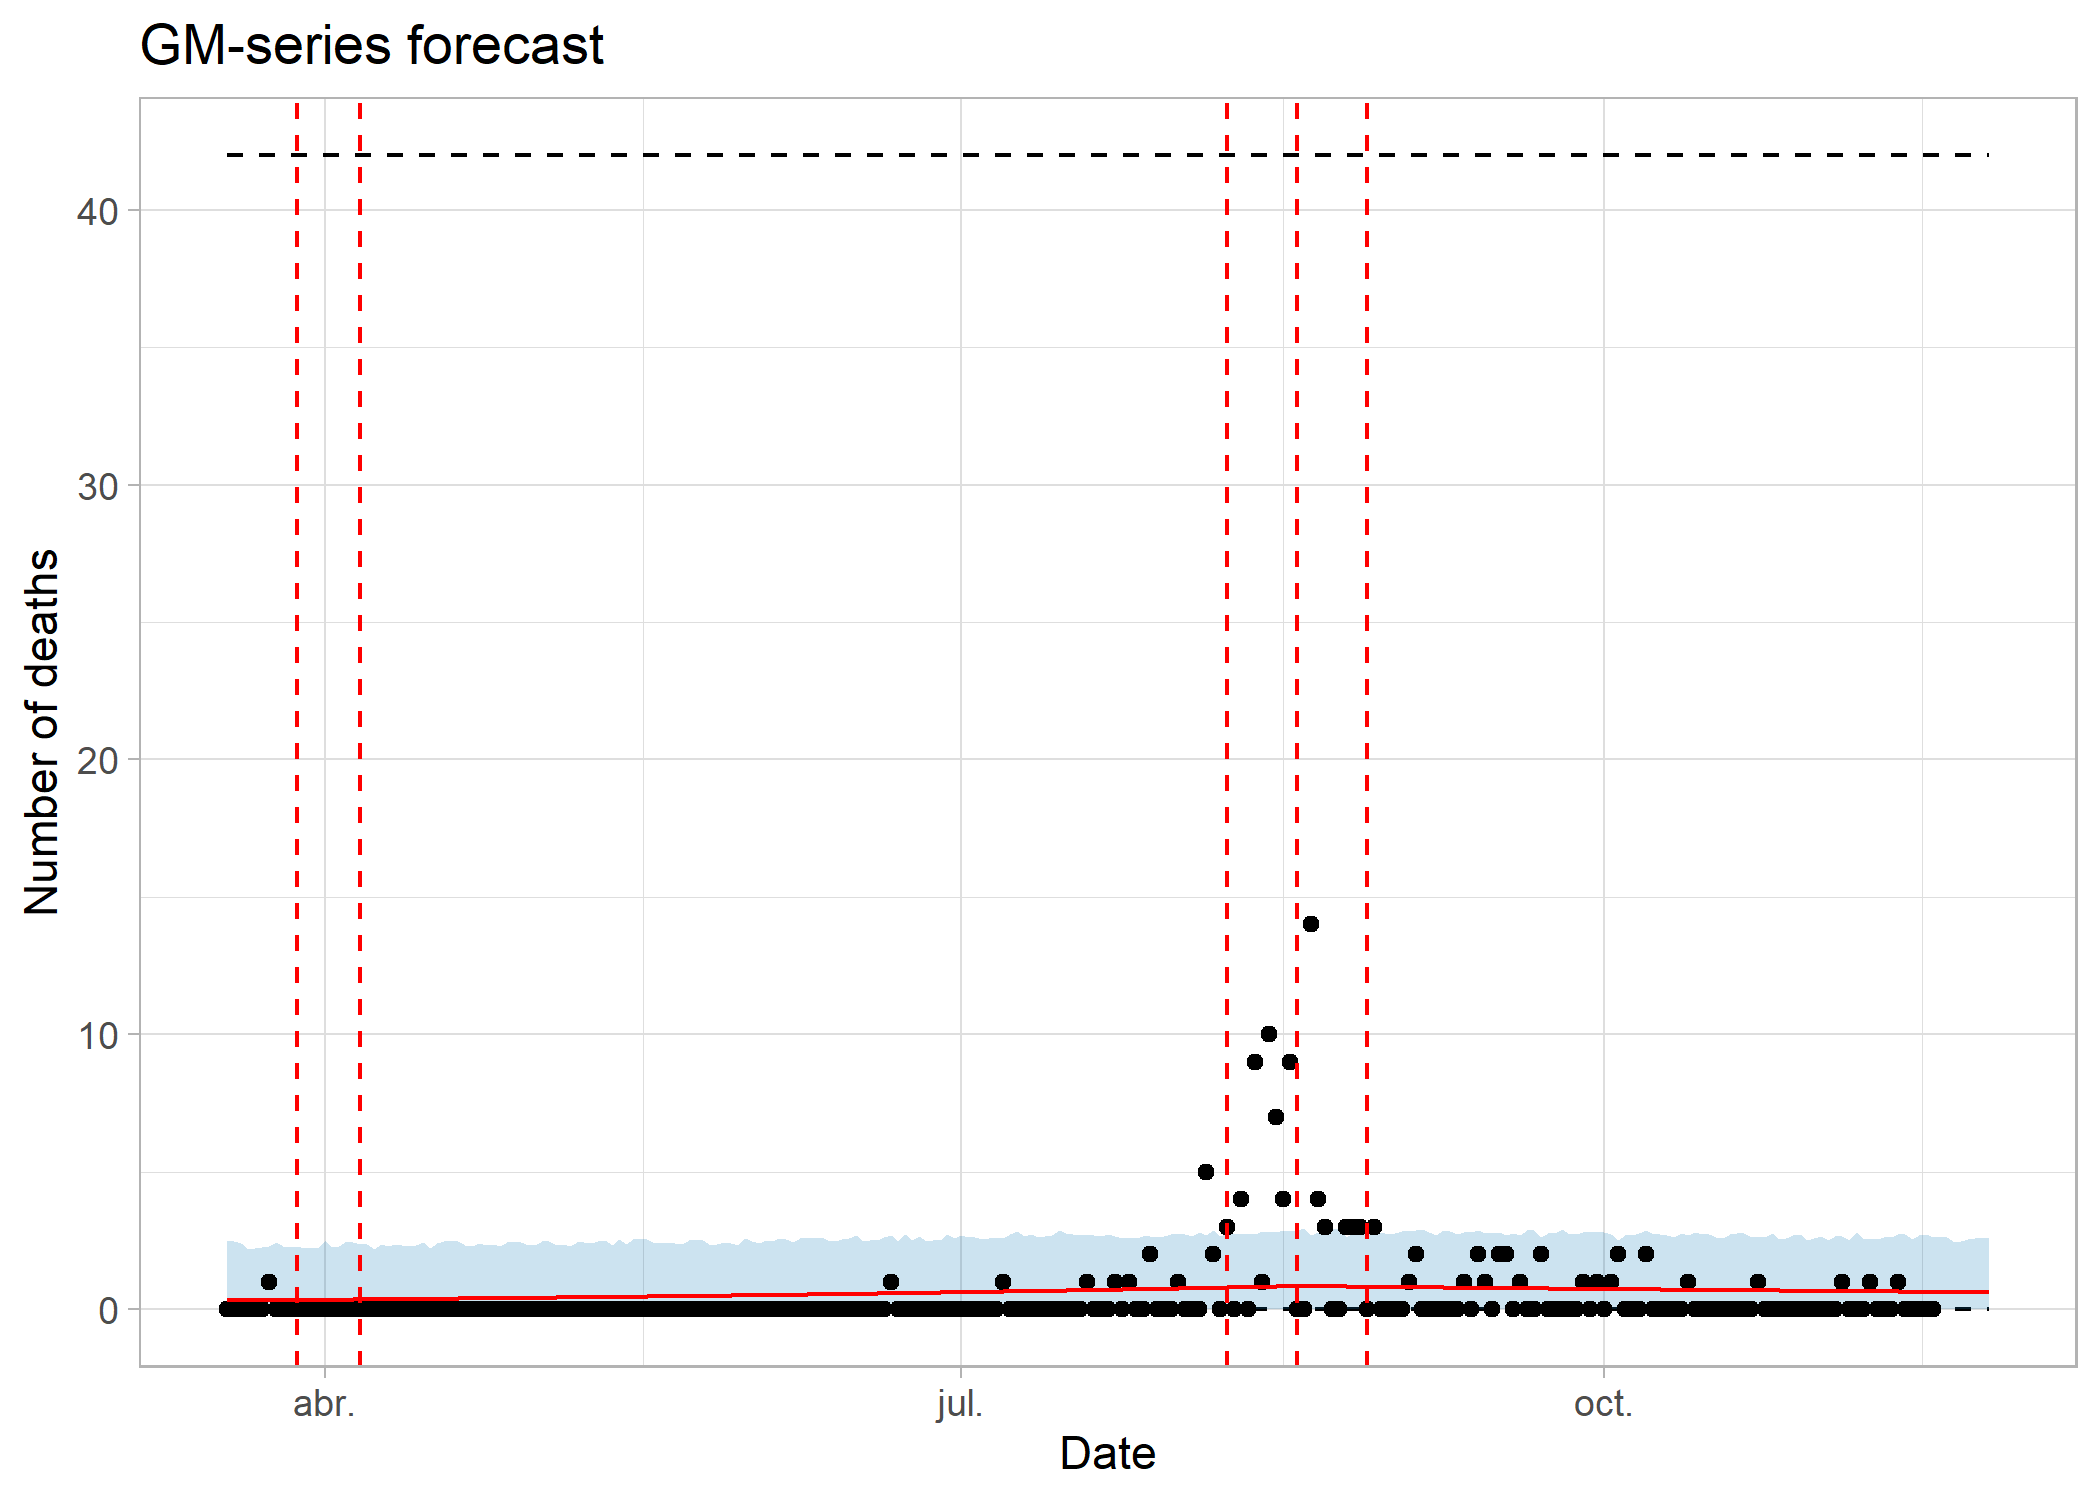 GM-series forecast
Number of deaths
40
30
20
10
0
abr.
jul.
oct.
Date